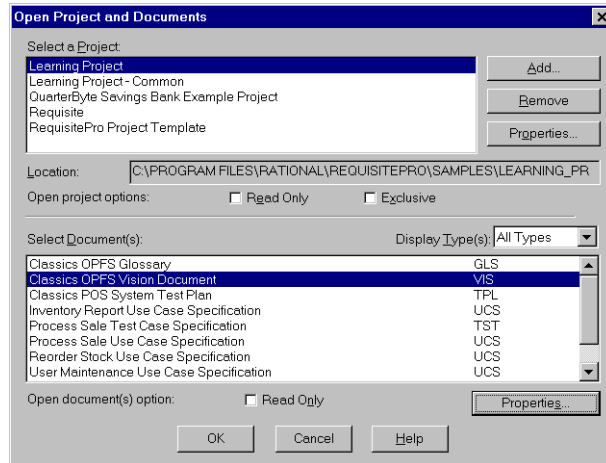 Open Project and Documents
Select a Project:
Learning Project
Learning Project - Common
QuarterByte Savings Bank Example Project
Requisite
RequisitePro Project Template
Add...
Remove
Properties...
Location: C:\PROGRAM FILES\RATIONAL\REQUISITEPRO\SAMPLES\LEARNING_PR
Open project options: Read Only Exclusive
Select Document(s): Display Type(s): All Types
Classics OPFS Glossary GLS
Classics OPFS Vision Document VIS
Classics POS System Test Plan TPL
Inventory Report Use Case Specification UCS
Process Sale Test Case Specification TST
Process Sale Use Case Specification UCS
Reorder Stock Use Case Specification UCS
User Maintenance Use Case Specification UCS
Open document(s) option: Read Only Properties...
OK Cancel Help